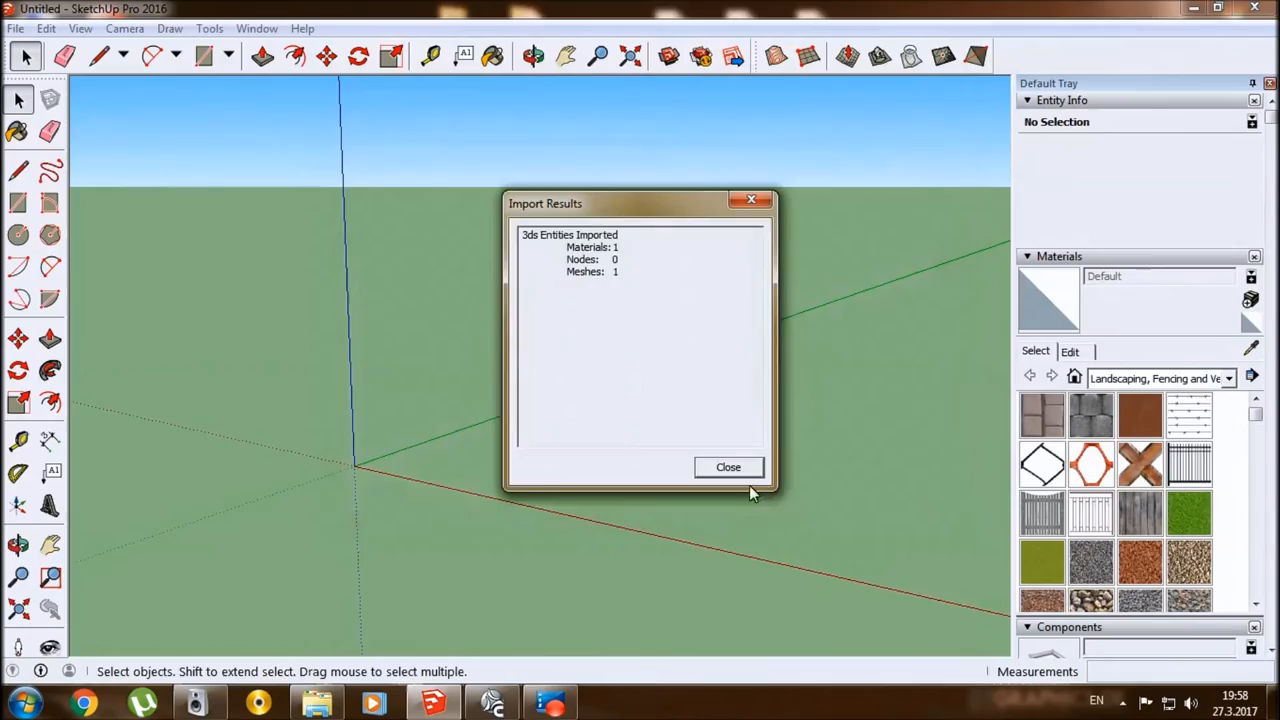 Untitled - SketchUp Pro 2016
File Edit View Camera Draw Tools Window Help
A1
Default Tray
Entity Info
No Selection
Import Results
3ds Entities Imported
Materials: 1
Nodes: 0
Meshes: 1
Close
Materials
Default
Select Edit
Landscaping, Fencing and Ve
A1
Components
Select objects. Shift to extend select. Drag mouse to select multiple.
Measurements
EN
19:58
27.3.2017